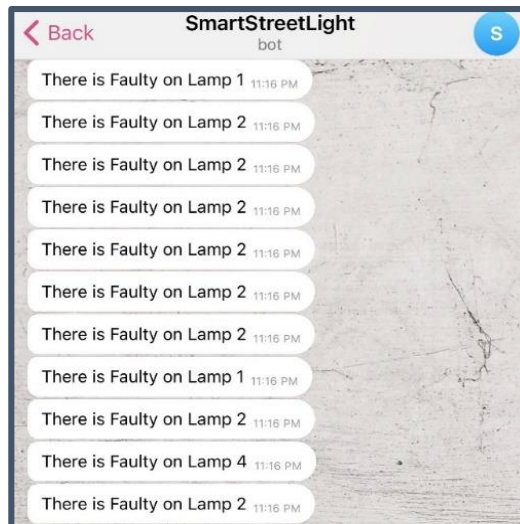 Back
SmartStreetLight
bot
S
There is Faulty on Lamp 1 11:16 PM
There is Faulty on Lamp 2 11:16 PM
There is Faulty on Lamp 2 11:16 PM
There is Faulty on Lamp 2 11:16 PM
There is Faulty on Lamp 2 11:16 PM
There is Faulty on Lamp 2 11:16 PM
There is Faulty on Lamp 2 11:16 PM
There is Faulty on Lamp 1 11:16 PM
There is Faulty on Lamp 2 11:16 PM
There is Faulty on Lamp 4 11:16 PM
There is Faulty on Lamp 2 11:16 PM